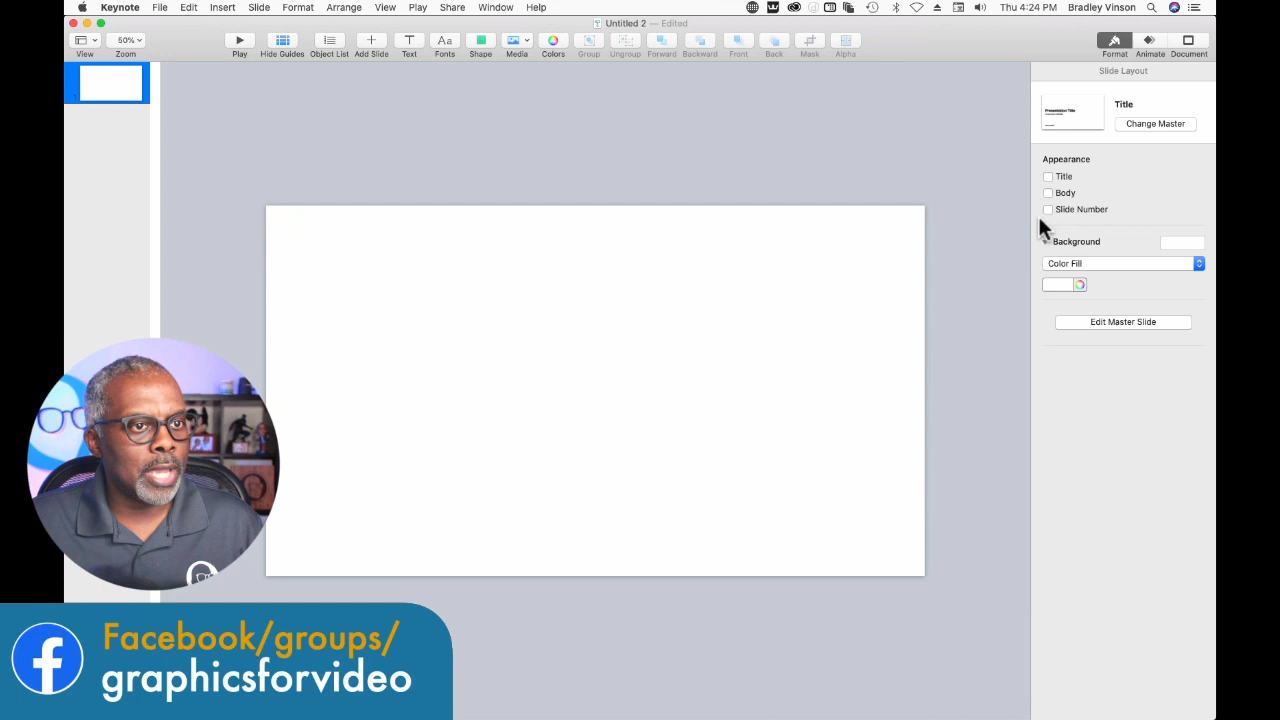 Keynote File Edit Insert Slide Format Arrange View Play Share Window Help Thu 4:24 PM Bradley Vinson
Untitled 2 — Edited
50%
View Zoom Play Hide Guides Object List Add Slide Text Fonts Shape Media Colors Group Ungroup Forward Backward Front Back Mask Alpha Format Animate Document
Slide Layout
Presentation Title
Title
Change Master
Appearance
Title
Body
Slide Number
Background
Color Fill
Edit Master Slide
Facebook/groups/
graphicsforvideo